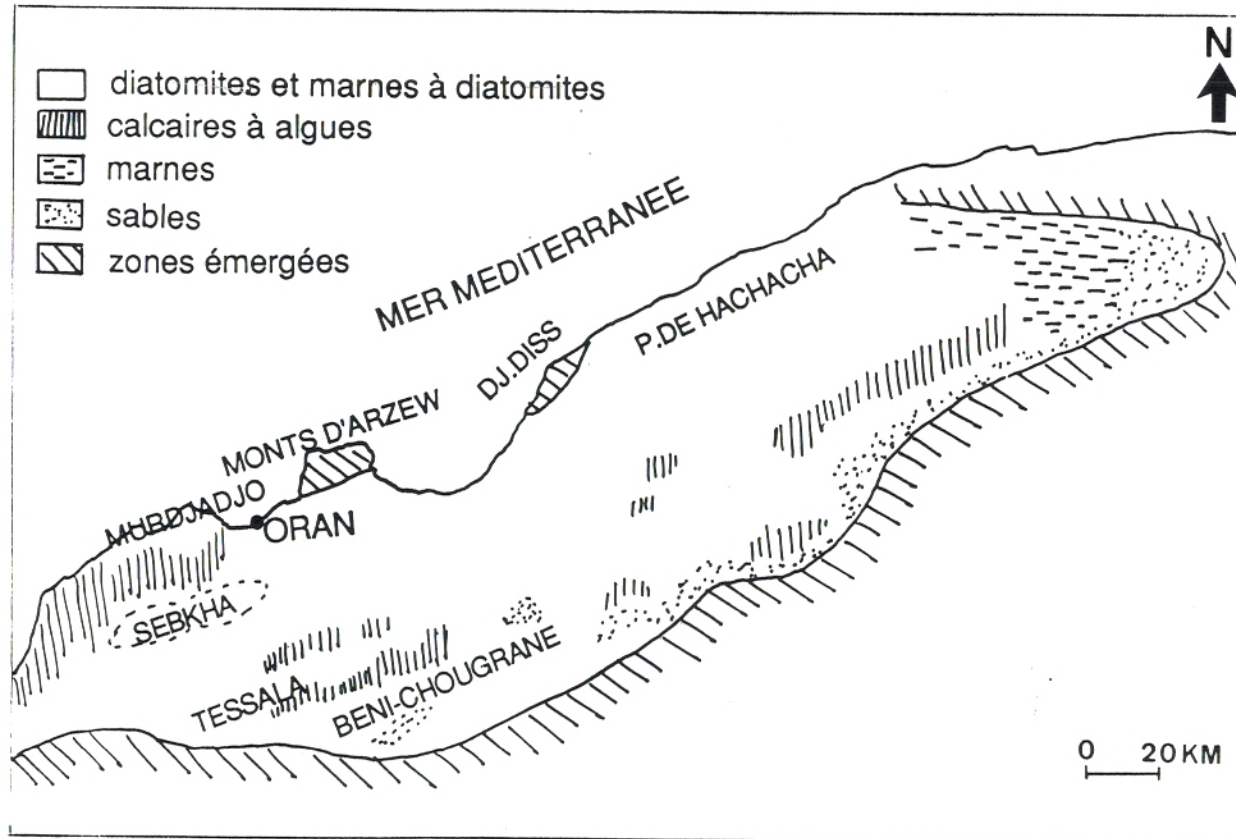 N
diatomites et marnes à diatomites
calcaires à algues
marnes
sables
zones émergées
MER MEDITERRANEE
P.DE HACHACHA
DJ.DISS
MONTS D'ARZEW
MURDJADJO
ORAN
SEBKHA
TESSALA
BENI-CHOUGRANE
0 20 KM